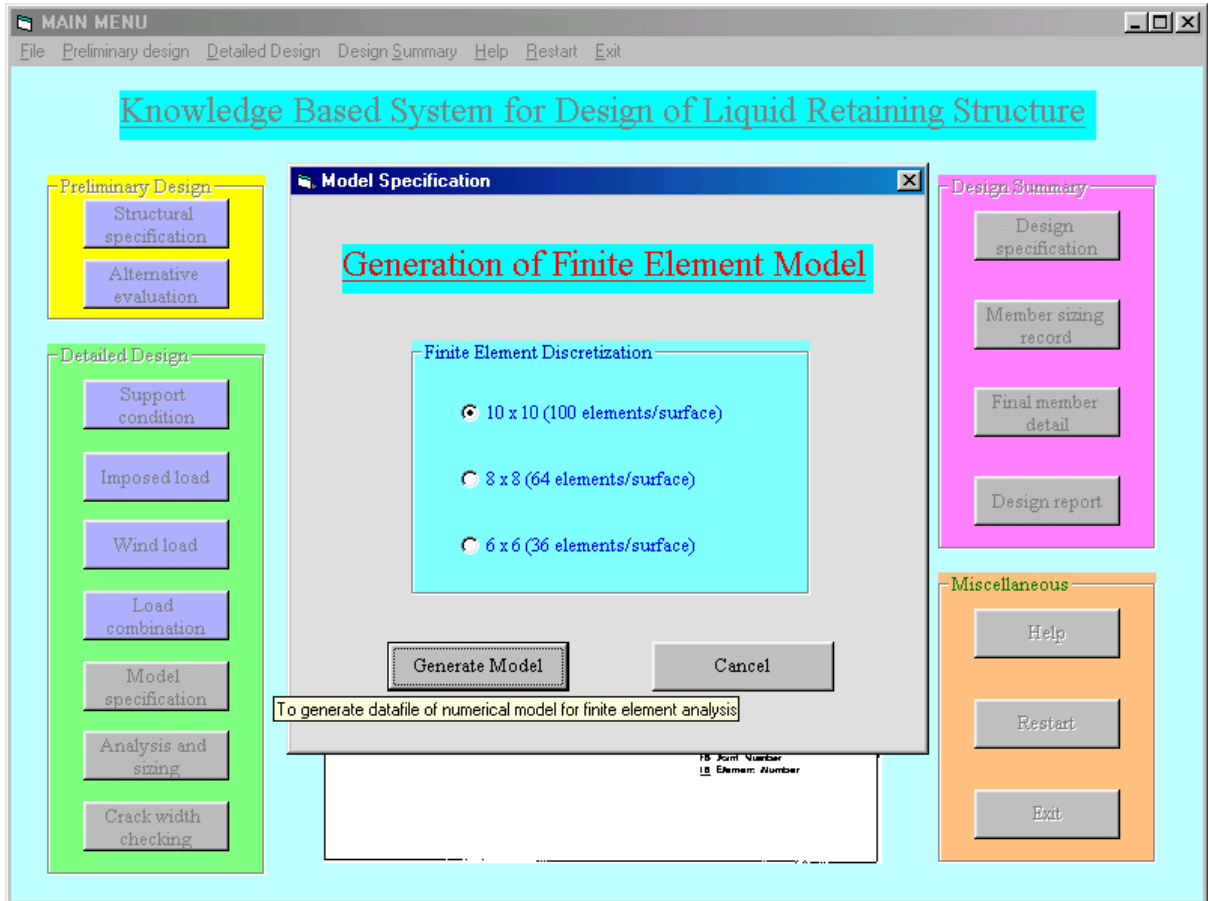 MAIN MENU
File Preliminary design Detailed Design Design Summary Help Restart Exit
Knowledge Based System for Design of Liquid Retaining Structure
Preliminary Design
Structural
specification
Alternative
evaluation
Detailed Design
Support
condition
Imposed load
Wind load
Load
combination
Model
specification
Analysis and
sizing
Crack width
checking
Model Specification
Generation of Finite Element Model
Finite Element Discretization
10 x 10 (100 elements/surface)
8 x 8 (64 elements/surface)
6 x 6 (36 elements/surface)
Generate Model Cancel
To generate datafile of numerical model for finite element analysis
Joint Number
Element Number
Design Summary
Design
specification
Member sizing
record
Final member
detail
Design report
Miscellaneous
Help
Restart
Exit